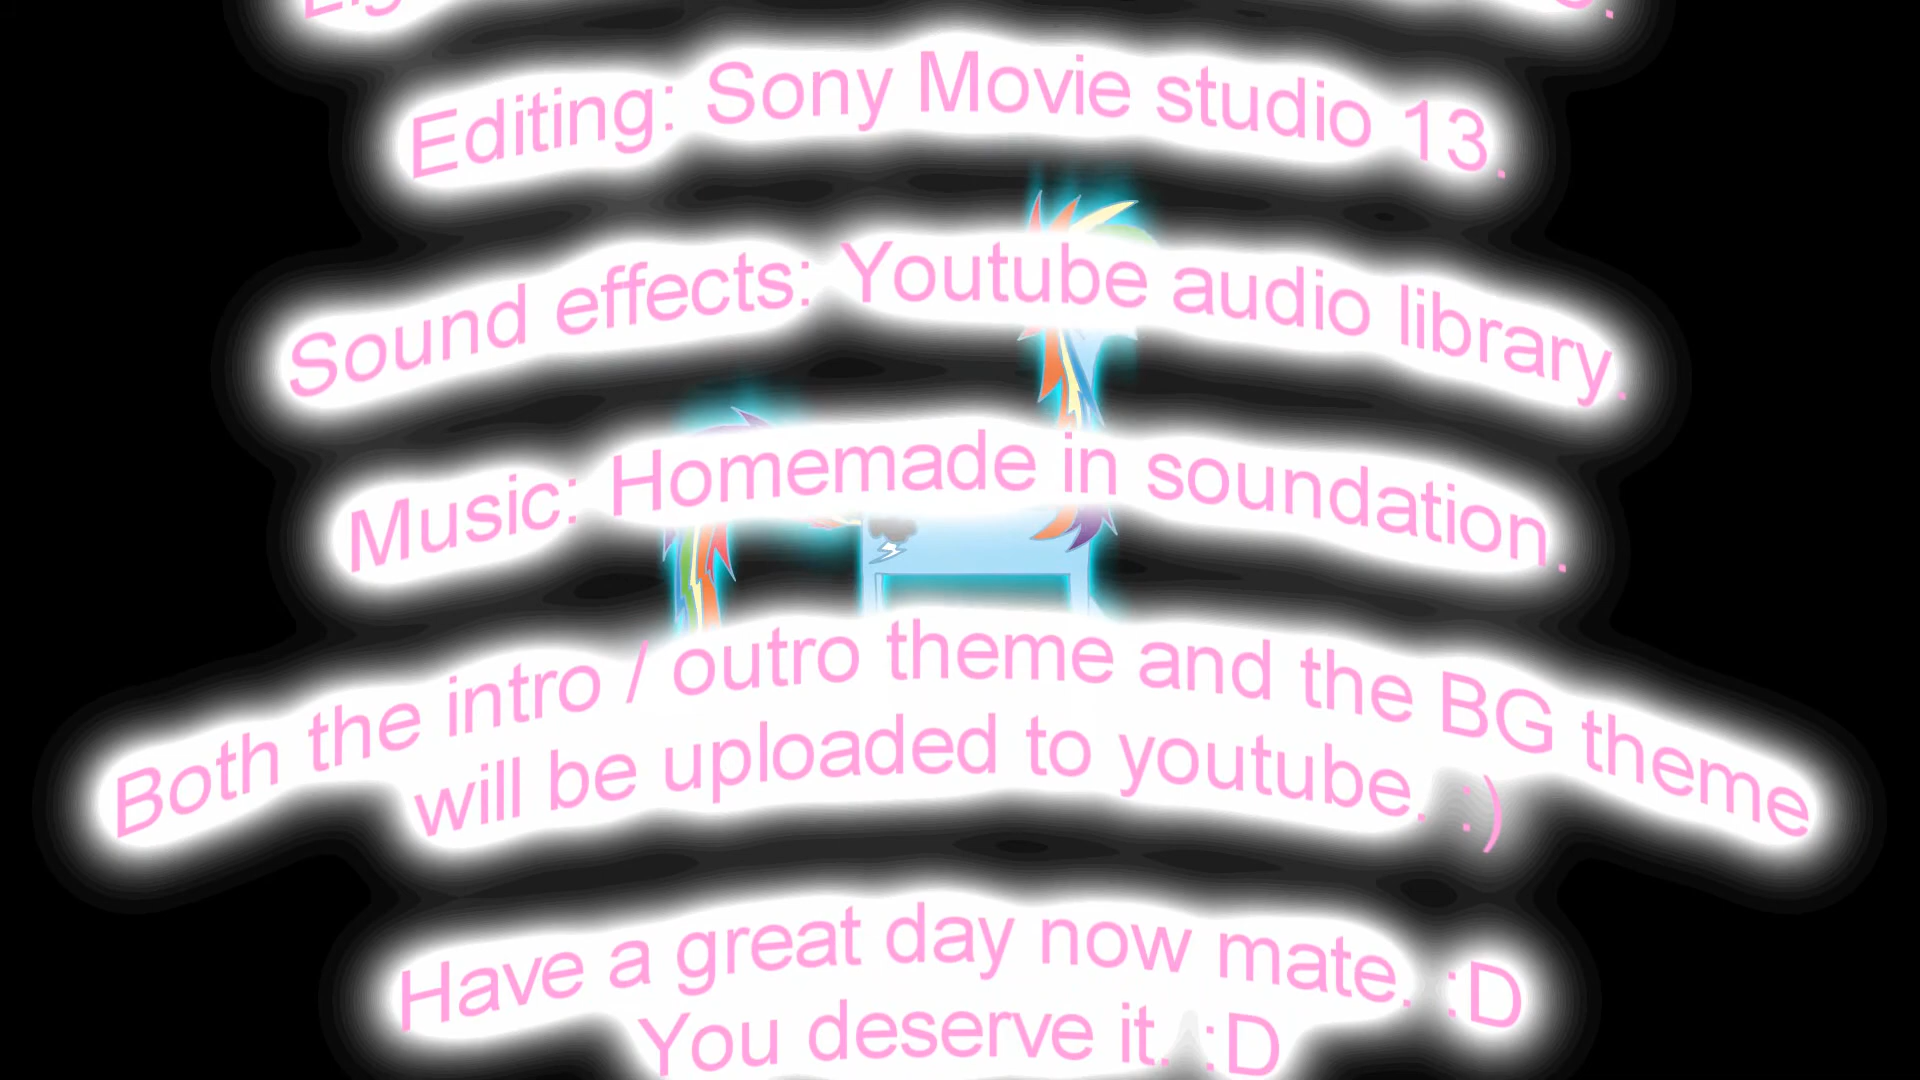 Editing: Sony Movie studio 13.
Sound effects: Youtube audio library.
Music: Homemade in soundation.
Both the intro / outro theme and the BG theme
will be uploaded to youtube. :)
Have a great day now mate. :D
You deserve it. :D